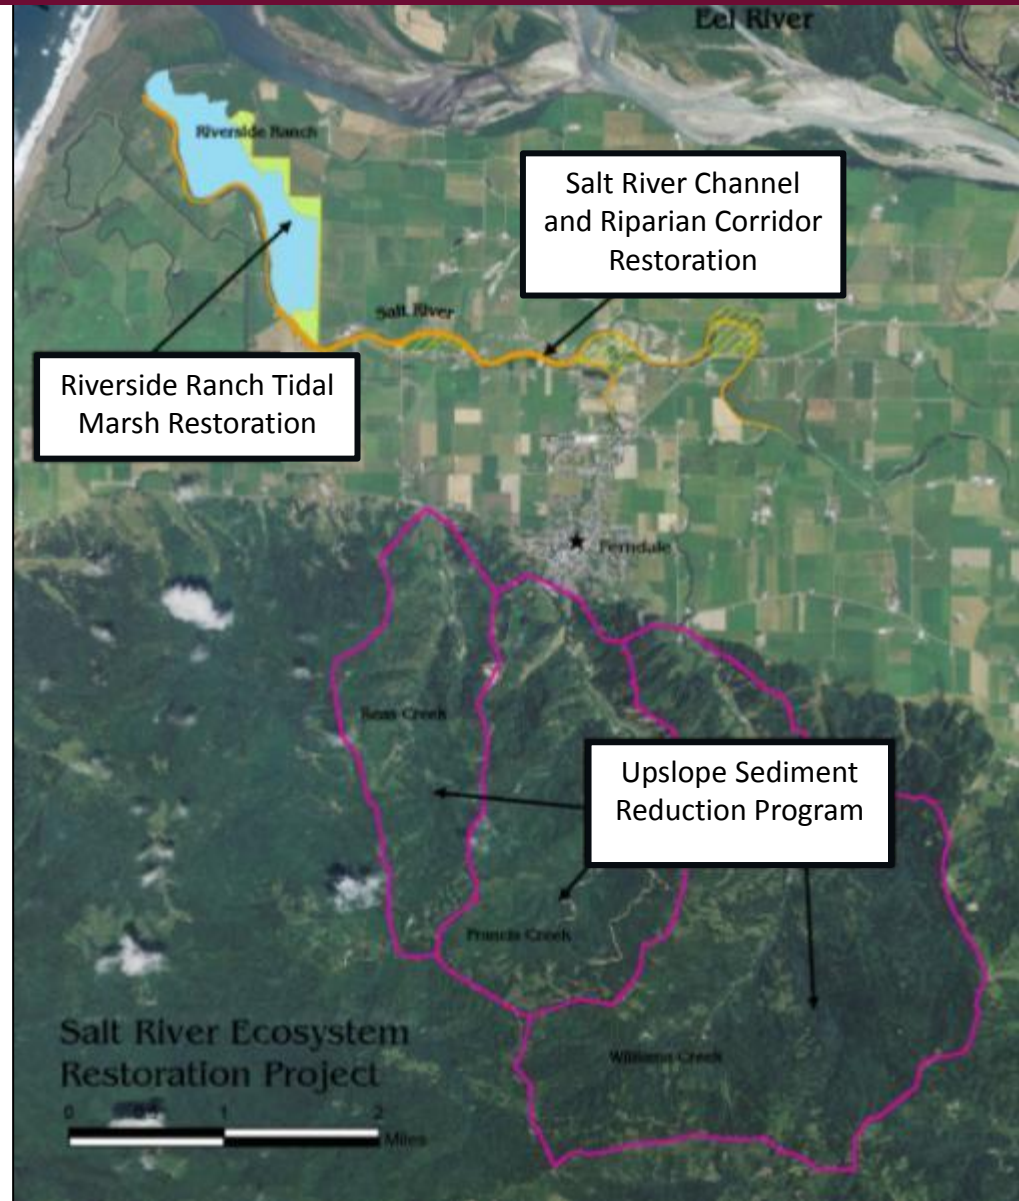 Eel River
Riverside Ranch
Salt River Channel
and Riparian Corridor
Restoration
Salt River
Riverside Ranch Tidal
Marsh Restoration
Ferndale
Reas Creek
Upslope Sediment
Reduction Program
Francis Creek
Salt River Ecosystem
Restoration Project
Williams Creek
0 0.5 1 2
Miles